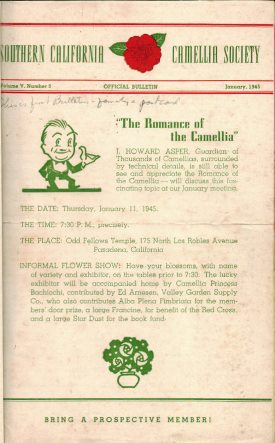 SOUTHERN CALIFORNIA CAMELLIA SOCIETY
Volume V, Number 5 OFFICIAL BULLETIN January, 1945
"The Romance of
the Camellia"
J. HOWARD ASPER, Guardian of
Thousands of Camellias, surrounded
by technical details, is still able to
see and appreciate the Romance of
the Camellia — will discuss this fas-
cinating topic at our January meeting.
THE DATE: Thursday, January 11, 1945.
THE TIME: 7:30 P. M., precisely.
THE PLACE: Odd Fellows Temple, 175 North Los Robles Avenue
Pasadena, California
INFORMAL FLOWER SHOW: Have your blossoms, with name
of variety and exhibitor, on the tables prior to 7:30. The lucky
exhibitor will be accompanied home by Camellia Princess
Bachiochi, contributed by Ed Arnesen, Valley Garden Supply
Co., who also contributes Alba Plena Fimbriata for the mem-
bers' door prize, a large Francine, for benefit of the Red Cross,
and a large Star Dust for the book fund.
BRING A PROSPECTIVE MEMBER!